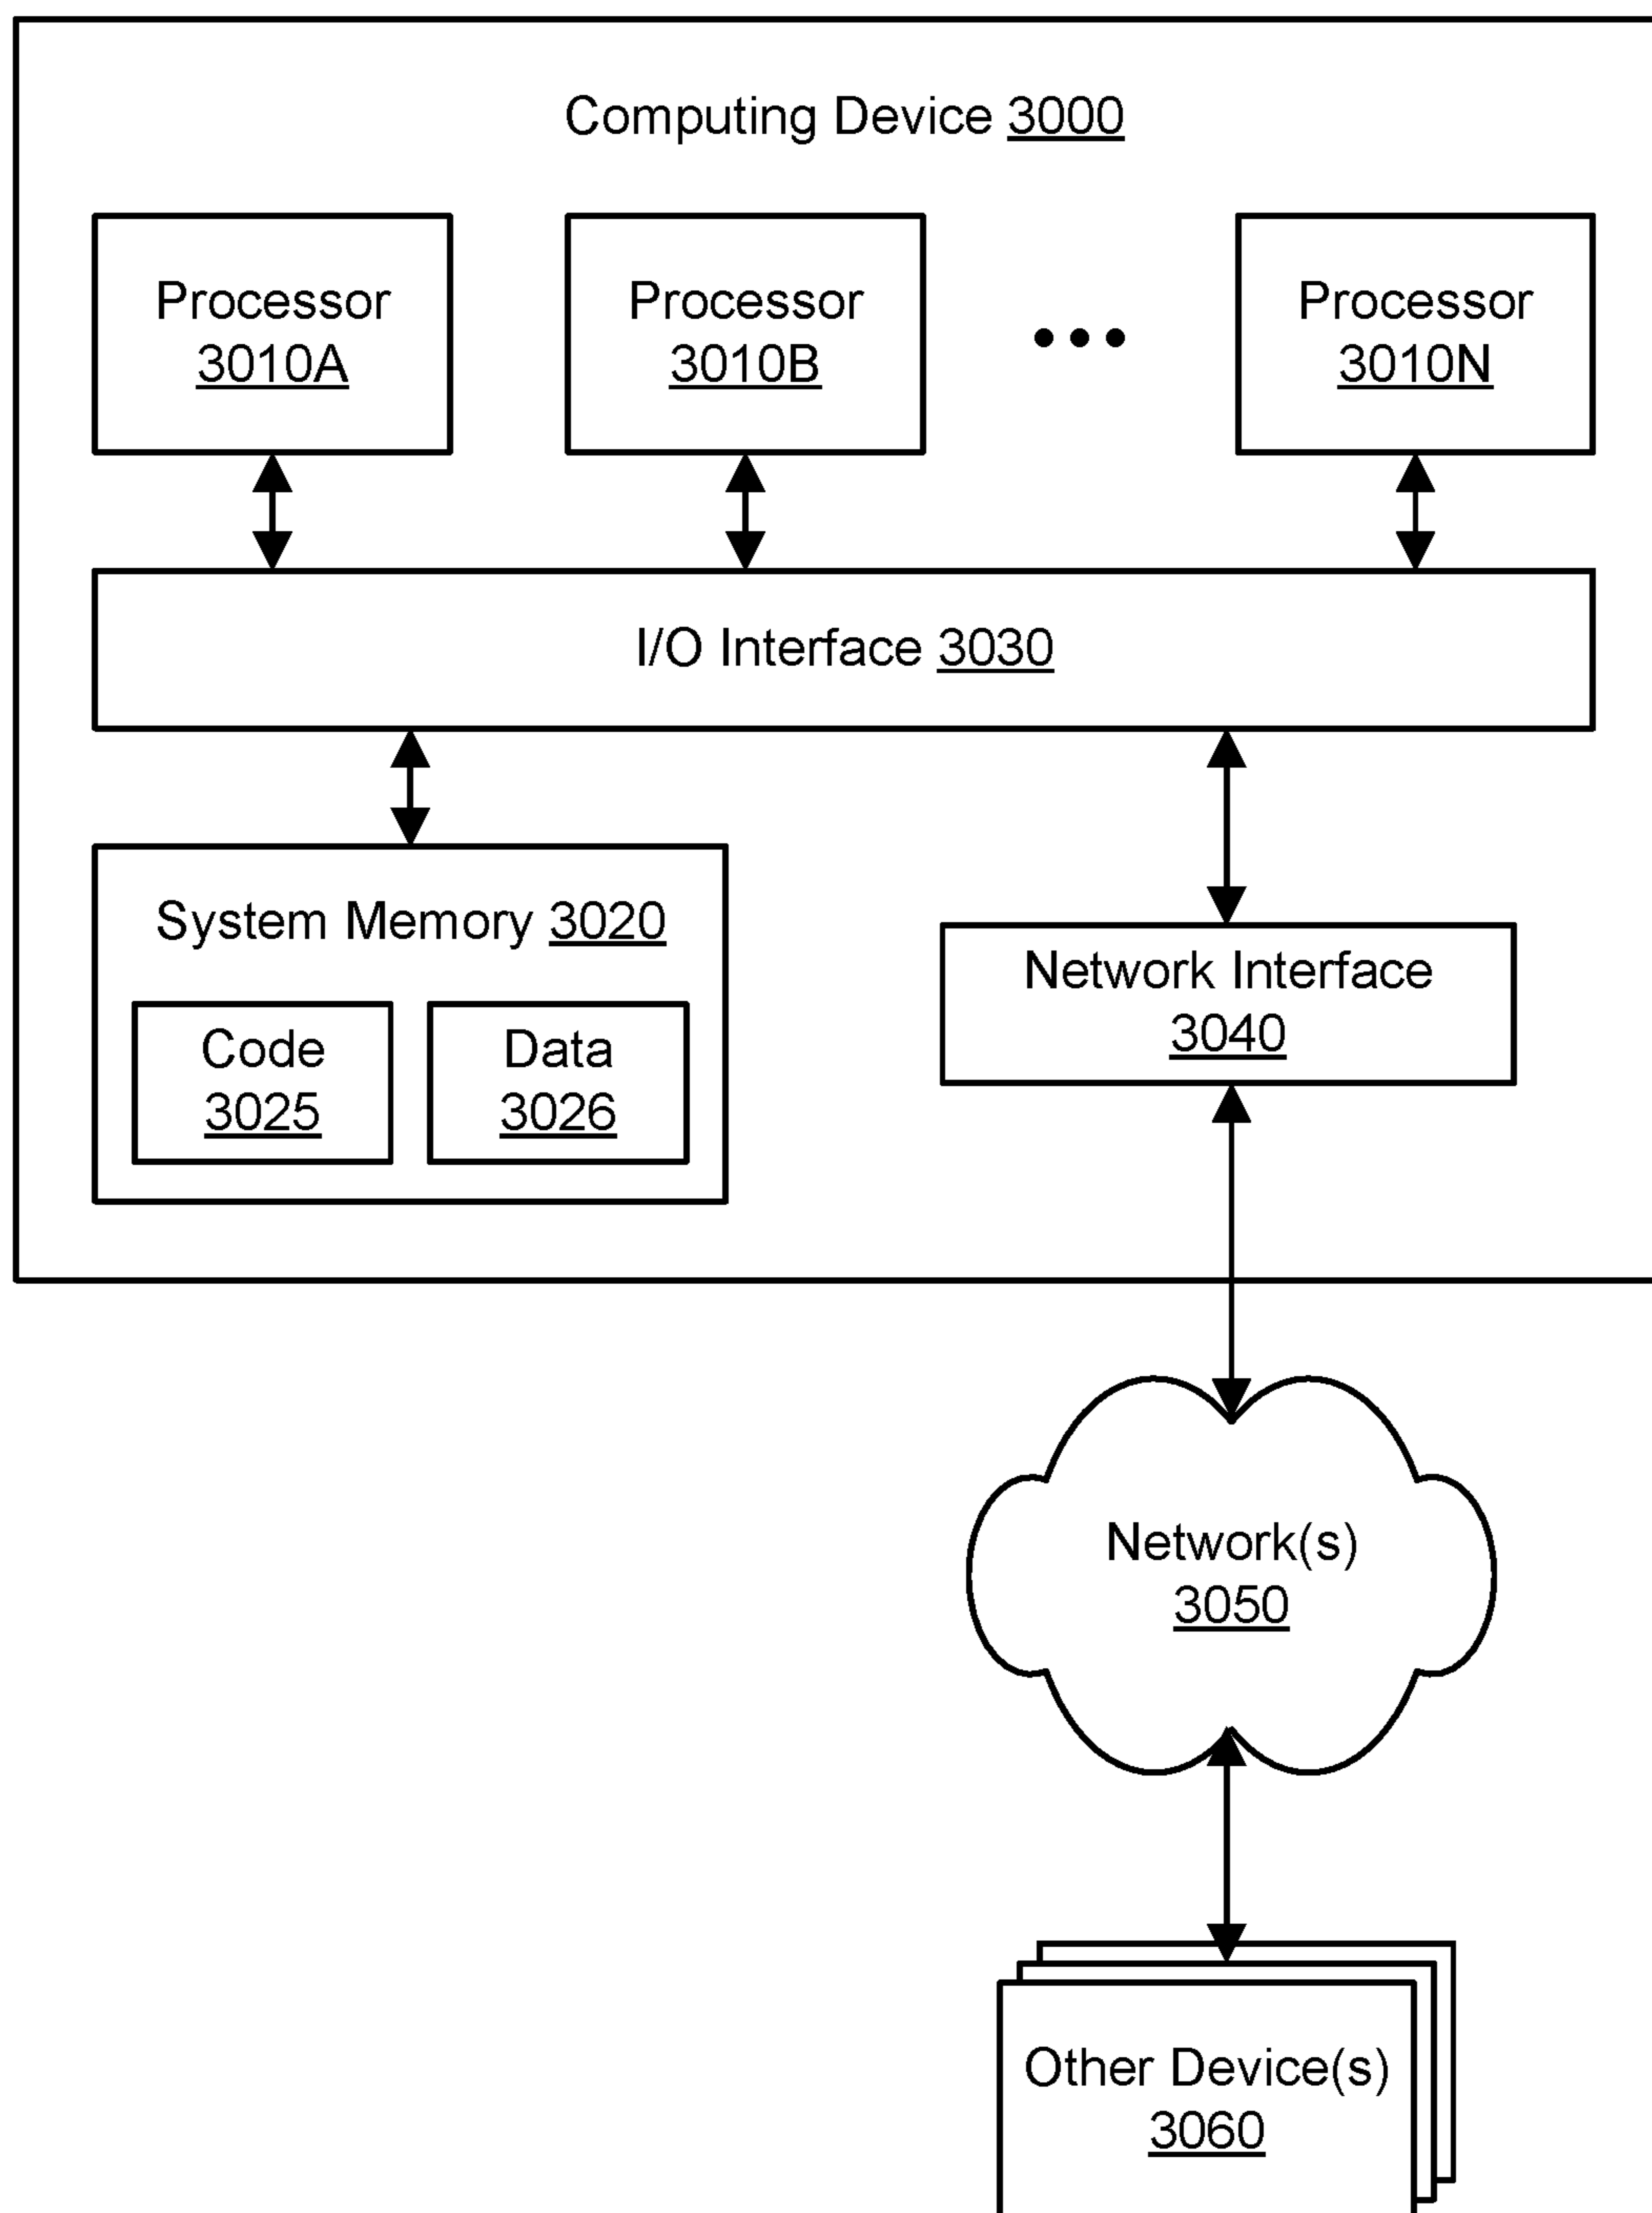 Computing Device 3000
Processor
3010A
Processor
3010B
Processor
3010N
I/O Interface 3030
System Memory 3020
Code
3025
Data
3026
Network Interface
3040
Network(s)
3050
Other Device(s)
3060